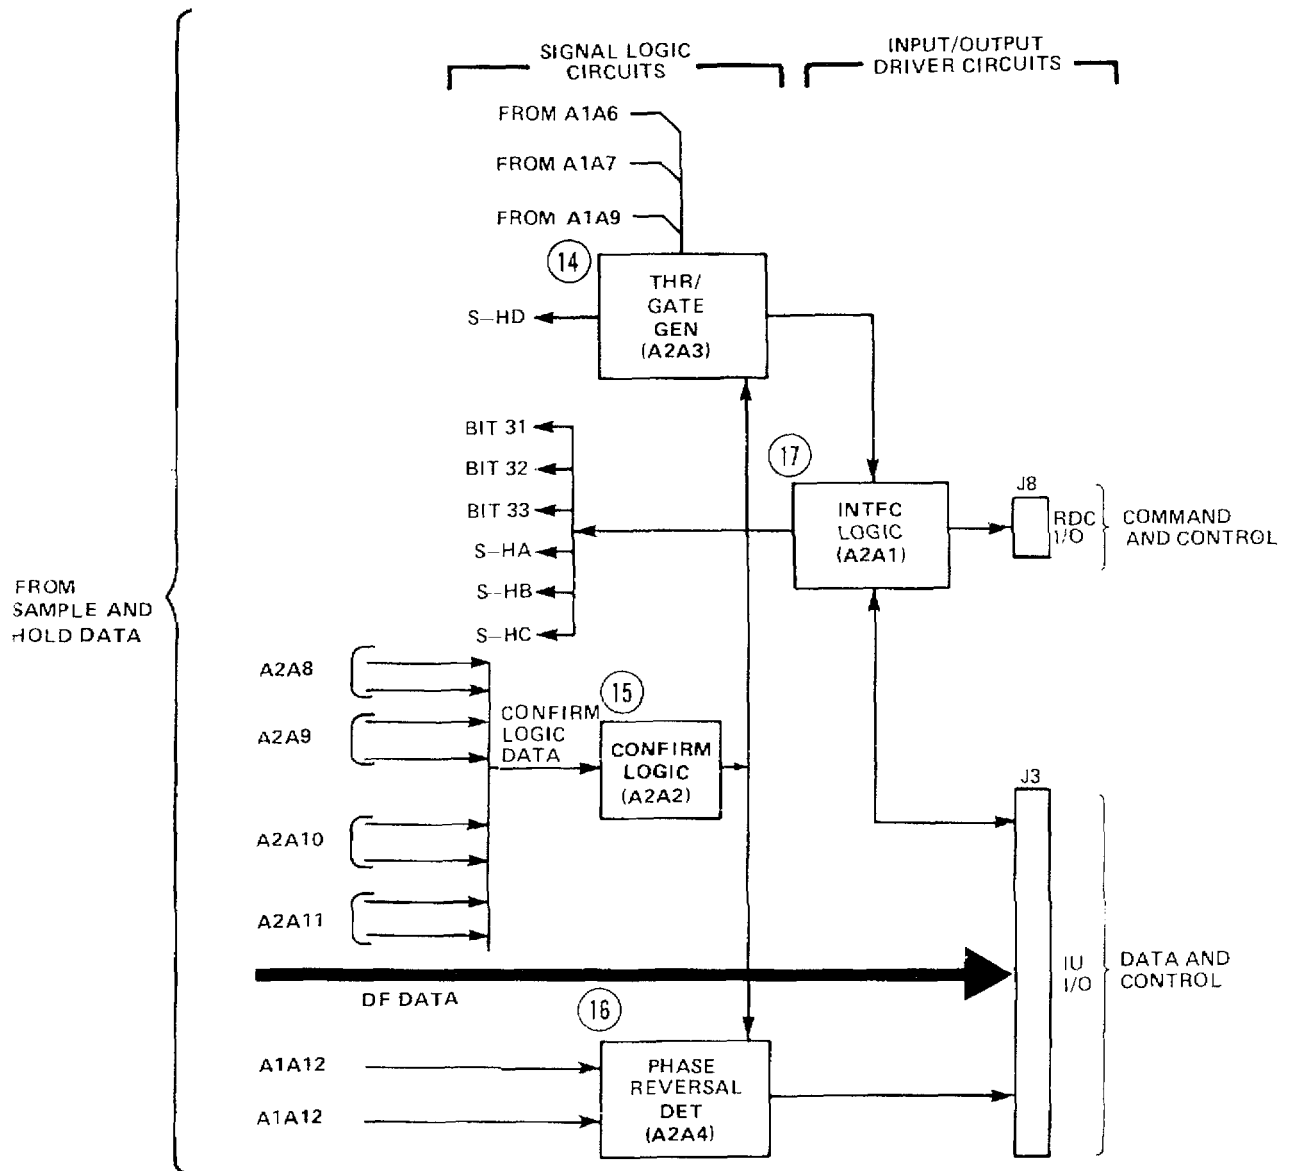 SIGNAL LOGIC
CIRCUITS
INPUT/OUTPUT
DRIVER CIRCUITS
FROM A1A6
FROM A1A7
FROM A1A9
14
THR/
GATE
GEN
(A2A3)
S-HD
BIT 31
BIT 32
BIT 33
S-HA
S-HB
S-HC
17
INTFC
LOGIC
(A2A1)
J8
RDC
I/O
COMMAND
AND CONTROL
FROM
SAMPLE AND
HOLD DATA
A2A8
A2A9
A2A10
A2A11
CONFIRM
LOGIC
DATA
15
CONFIRM
LOGIC
(A2A2)
J3
IU
I/O
DATA AND
CONTROL
DF DATA
16
A1A12
A1A12
PHASE
REVERSAL
DET
(A2A4)